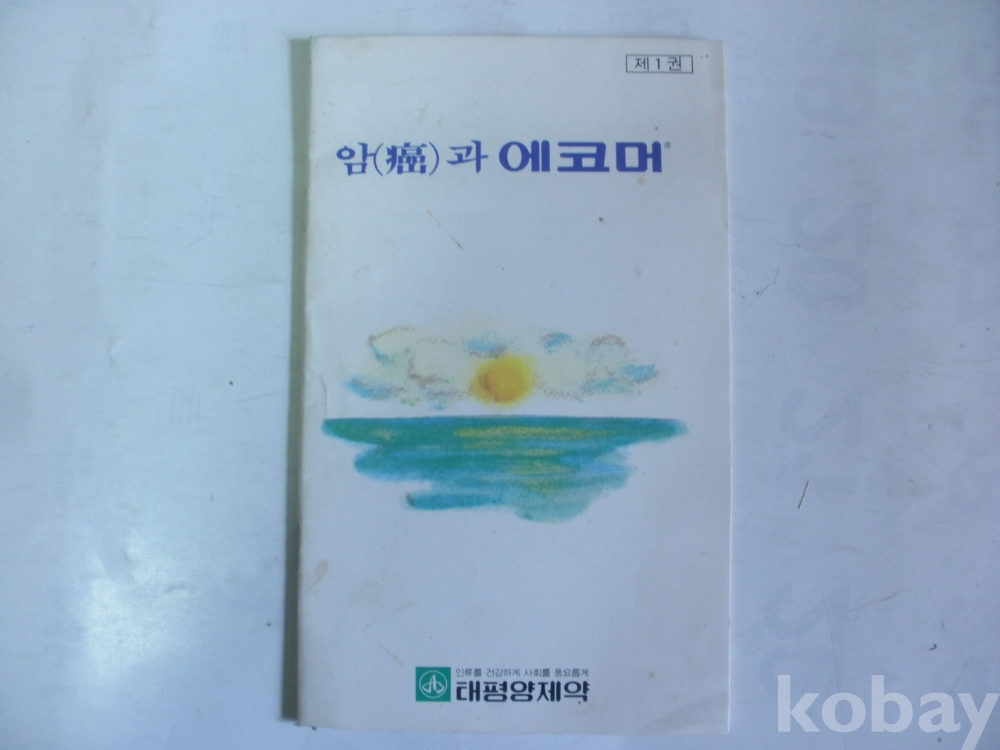 제1권
암(癌)과 에코머®
인류를 건강하게 사회를 풍요롭게
태평양제약
kobay